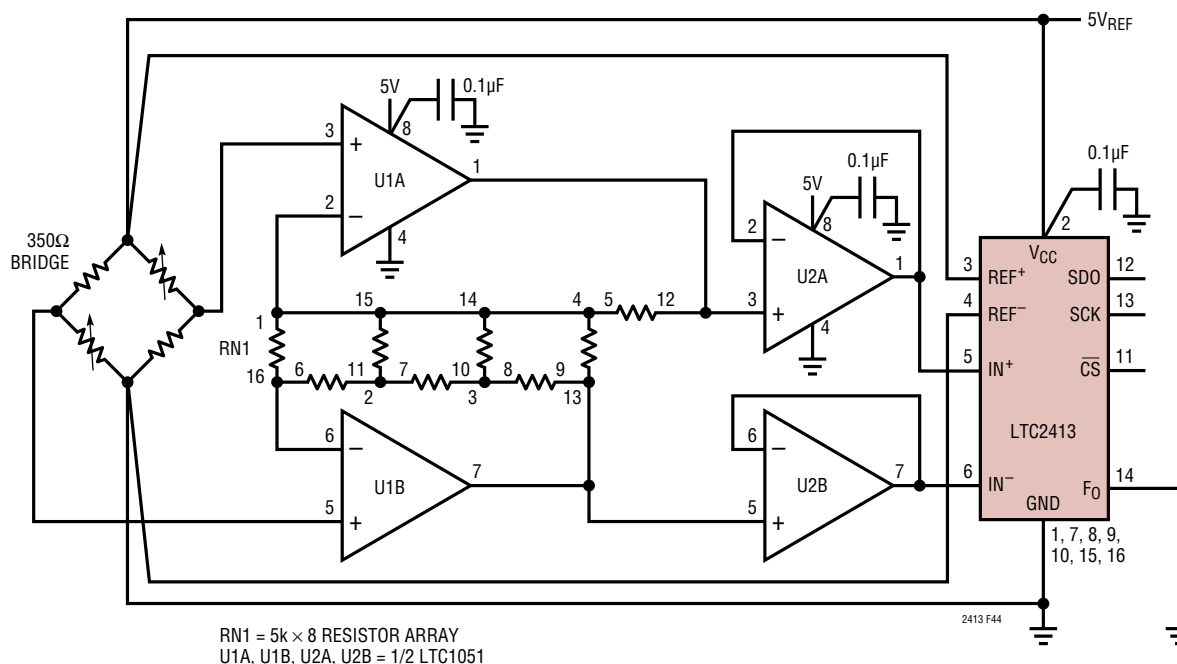 5VREF
5V
0.1µF
8
3
+
U1A
1
2
−
4
350Ω
BRIDGE
5V
0.1µF
8
2
−
U2A
1
3
+
4
0.1µF
2
VCC
3
REF+
SDO
12
4
REF−
SCK
13
5
IN+
CS
11
LTC2413
6
IN−
FO
14
GND
1, 7, 8, 9,
10, 15, 16
15
14
4
5
12
1
RN1
16
6
11
7
10
8
9
2
3
13
6
−
U1B
7
5
+
6
−
U2B
7
5
+
2413 F44
RN1 = 5k × 8 RESISTOR ARRAY
U1A, U1B, U2A, U2B = 1/2 LTC1051